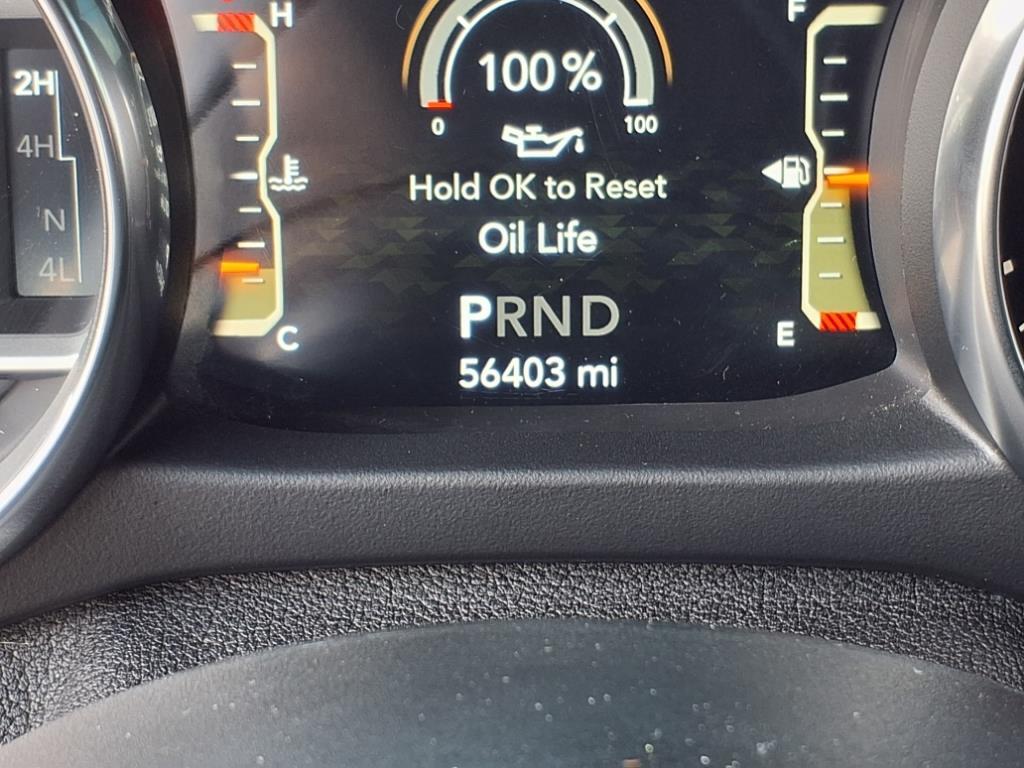 H
F
2H
100%
0
100
4H
Hold OK to Reset
N
Oil Life
4L
PRND
C
E
56403 mi